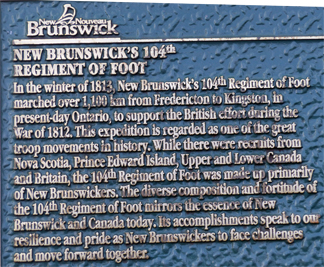 New Nouveau
Brunswick
NEW BRUNSWICK'S 104th
REGIMENT OF FOOT
In the winter of 1813, New Brunswick's 104th Regiment of Foot
marched over 1,100 km from Fredericton to Kingston, in
present-day Ontario, to support the British effort during the
War of 1812. This expedition is regarded as one of the great
troop movements in history. While there were recruits from
Nova Scotia, Prince Edward Island, Upper and Lower Canada
and Britain, the 104th Regiment of Foot was made up primarily
of New Brunswickers. The diverse composition and fortitude of
the 104th Regiment of Foot mirrors the essence of New
Brunswick and Canada today. Its accomplishments speak to our
resilience and pride as New Brunswickers to face challenges
and move forward together.